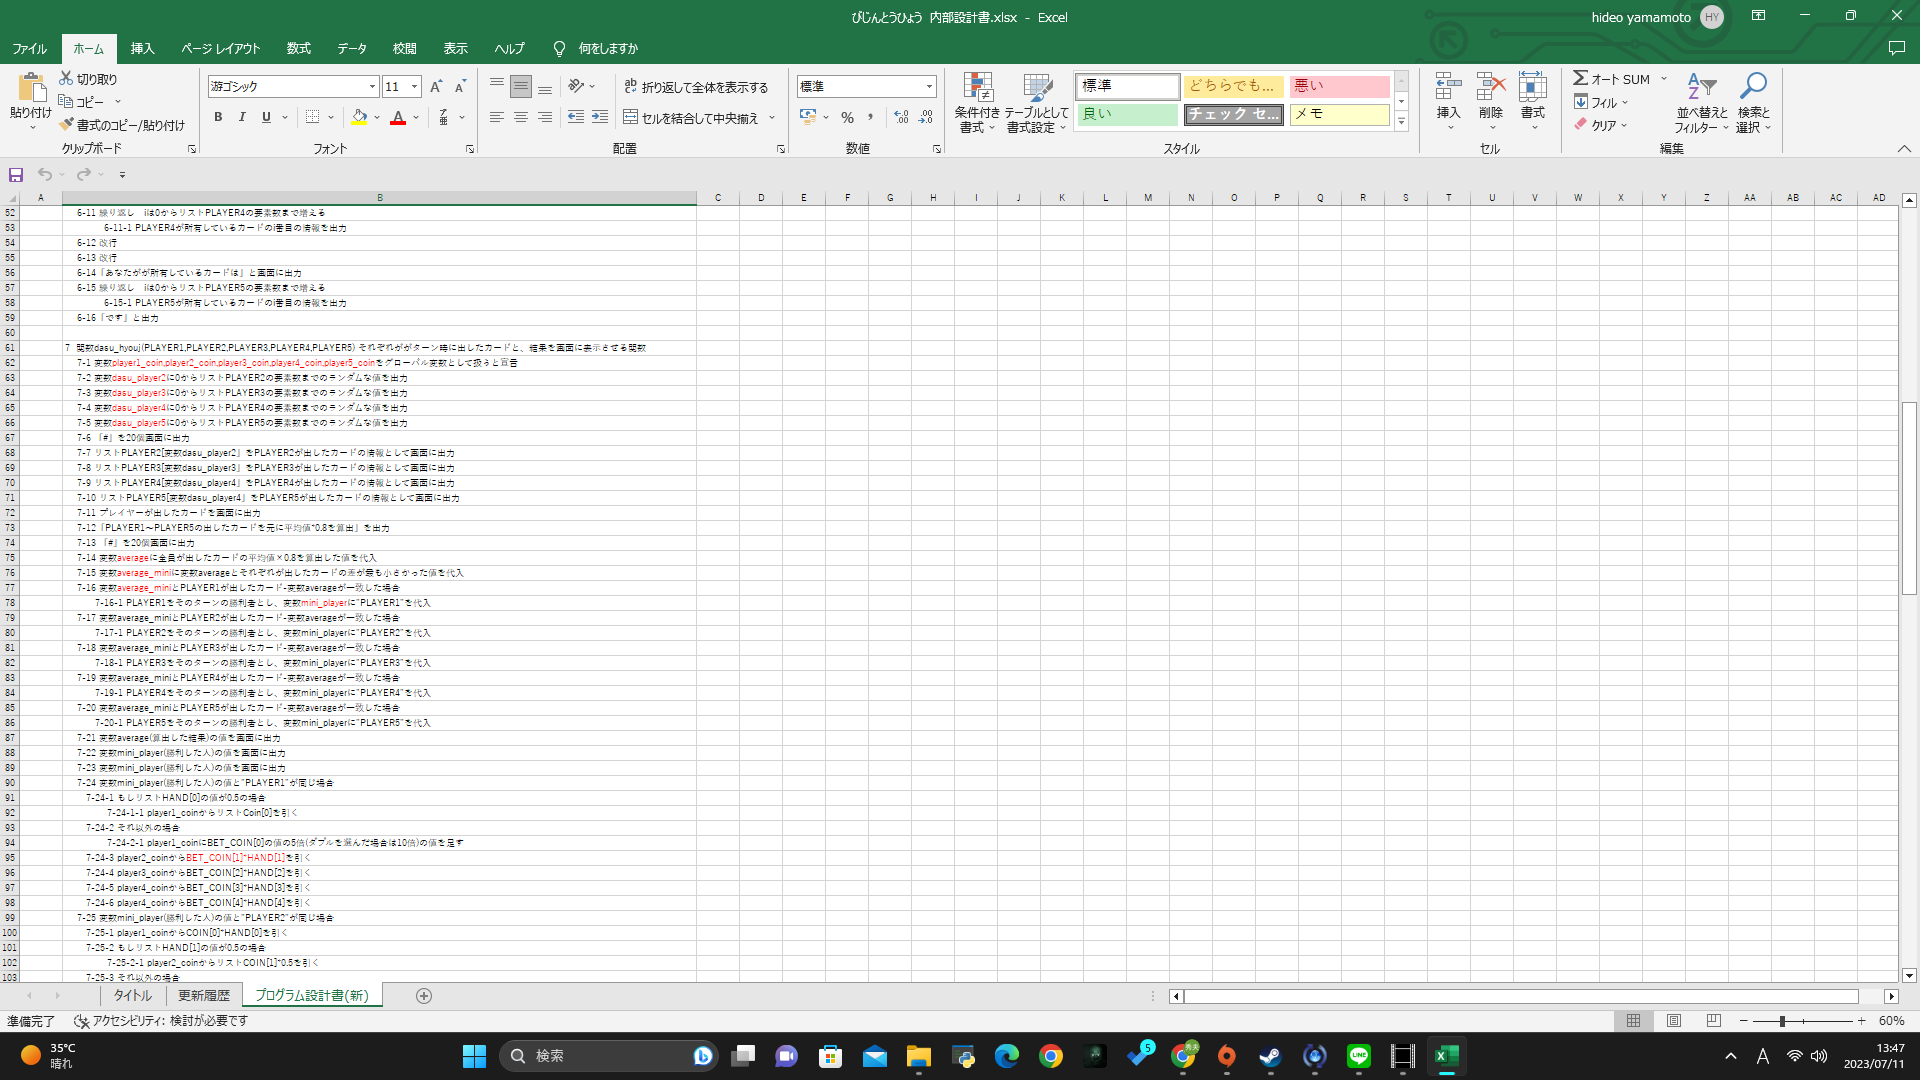 びじんとうひょう 内部設計書.xlsx - Excel
hideo yamamoto HY
ファイル ホーム 挿入 ページ レイアウト 数式 データ 校閲 表示 ヘルプ 何をしますか
貼り付け 切り取り コピー 書式のコピー/貼り付け クリップボード
游ゴシック 11 B I U A フォント
折り返して全体を表示する セルを結合して中央揃え 配置
標準 % 数値
条件付き書式 テーブルとして書式設定 標準 どちらでも... 悪い 良い チェック セ... メモ スタイル
挿入 削除 書式 セル
オート SUM フィル クリア 並べ替えとフィルター 検索と選択 編集
A B C D E F G H I J K L M N O P Q R S T U V W X Y Z AA AB AC AD
52 6-11 繰り返し iは0からリストPLAYER4の要素数まで増える
53 6-11-1 PLAYER4が所有しているカードのi番目の情報を出力
54 6-12 改行
55 6-13 改行
56 6-14「あなたがが所有しているカードは」と画面に出力
57 6-15 繰り返し iは0からリストPLAYER5の要素数まで増える
58 6-15-1 PLAYER5が所有しているカードのi番目の情報を出力
59 6-16「です」と出力
60
61 7 関数dasu_hyouj(PLAYER1,PLAYER2,PLAYER3,PLAYER4,PLAYER5) それぞれががターン時に出したカードと、結果を画面に表示させる関数
62 7-1 変数player1_coin,player2_coin,player3_coin,player4_coin,player5_coinをグローバル変数として扱うと宣言
63 7-2 変数dasu_player2に0からリストPLAYER2の要素数までのランダムな値を出力
64 7-3 変数dasu_player3に0からリストPLAYER3の要素数までのランダムな値を出力
65 7-4 変数dasu_player4に0からリストPLAYER4の要素数までのランダムな値を出力
66 7-5 変数dasu_player5に0からリストPLAYER5の要素数までのランダムな値を出力
67 7-6 「#」を20個画面に出力
68 7-7 リストPLAYER2[変数dasu_player2」をPLAYER2が出したカードの情報として画面に出力
69 7-8 リストPLAYER3[変数dasu_player3」をPLAYER3が出したカードの情報として画面に出力
70 7-9 リストPLAYER4[変数dasu_player4」をPLAYER4が出したカードの情報として画面に出力
71 7-10 リストPLAYER5[変数dasu_player4」をPLAYER5が出したカードの情報として画面に出力
72 7-11 プレイヤーが出したカードを画面に出力
73 7-12「PLAYER1～PLAYER5の出したカードを元に平均値*0.8を算出」を出力
74 7-13 「#」を20個画面に出力
75 7-14 変数averageに全員が出したカードの平均値×0.8を算出した値を代入
76 7-15 変数average_miniに変数averageとそれぞれが出したカードの差が最も小さかった値を代入
77 7-16 変数average_miniとPLAYER1が出したカード-変数averageが一致した場合
78 7-16-1 PLAYER1をそのターンの勝利者とし、変数mini_playerに"PLAYER1"を代入
79 7-17 変数average_miniとPLAYER2が出したカード-変数averageが一致した場合
80 7-17-1 PLAYER2をそのターンの勝利者とし、変数mini_playerに"PLAYER2"を代入
81 7-18 変数average_miniとPLAYER3が出したカード-変数averageが一致した場合
82 7-18-1 PLAYER3をそのターンの勝利者とし、変数mini_playerに"PLAYER3"を代入
83 7-19 変数average_miniとPLAYER4が出したカード-変数averageが一致した場合
84 7-19-1 PLAYER4をそのターンの勝利者とし、変数mini_playerに"PLAYER4"を代入
85 7-20 変数average_miniとPLAYER5が出したカード-変数averageが一致した場合
86 7-20-1 PLAYER5をそのターンの勝利者とし、変数mini_playerに"PLAYER5"を代入
87 7-21 変数average(算出した結果)の値を画面に出力
88 7-22 変数mini_player(勝利した人)の値を画面に出力
89 7-23 変数mini_player(勝利した人)の値を画面に出力
90 7-24 変数mini_player(勝利した人)の値と"PLAYER1"が同じ場合
91 7-24-1 もしリストHAND[0]の値が0.5の場合
92 7-24-1-1 player1_coinからリストCoin[0]を引く
93 7-24-2 それ以外の場合
94 7-24-2-1 player1_coinにBET_COIN[0]の値の5倍(ダブルを選んだ場合は10倍)の値を足す
95 7-24-3 player2_coinからBET_COIN[1]*HAND[1]を引く
96 7-24-4 player3_coinからBET_COIN[2]*HAND[2]を引く
97 7-24-5 player4_coinからBET_COIN[3]*HAND[3]を引く
98 7-24-6 player4_coinからBET_COIN[4]*HAND[4]を引く
99 7-25 変数mini_player(勝利した人)の値と"PLAYER2"が同じ場合
100 7-25-1 player1_coinからCOIN[0]*HAND[0]を引く
101 7-25-2 もしリストHAND[1]の値が0.5の場合
102 7-25-2-1 player2_coinからリストCOIN[1]*0.5を引く
103 7-25-3 それ以外の場合
タイトル 更新履歴 プログラム設計書(新)
準備完了 アクセシビリティ: 検討が必要です 60%
35°C
晴れ
検索
5
A
13:47
2023/07/11